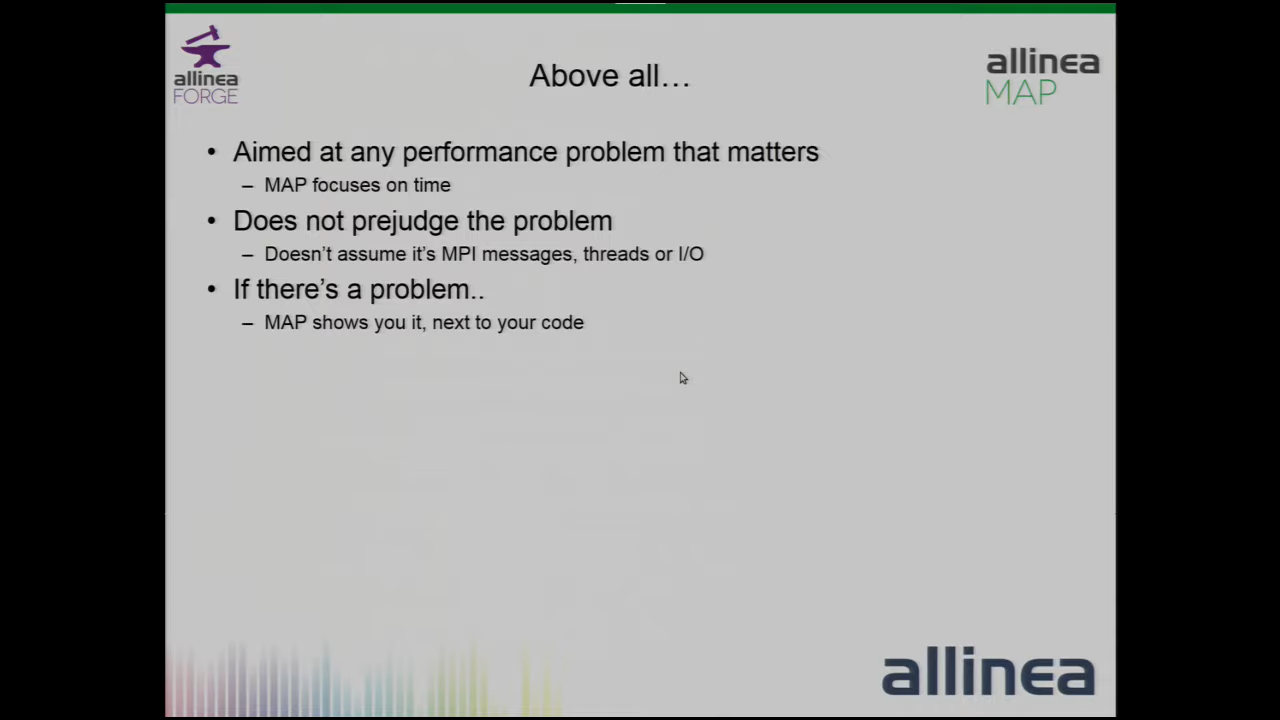 allinea
FORGE
Above all...
allinea
MAP
• Aimed at any performance problem that matters
– MAP focuses on time
• Does not prejudge the problem
– Doesn't assume it's MPI messages, threads or I/O
• If there's a problem..
– MAP shows you it, next to your code
allinea